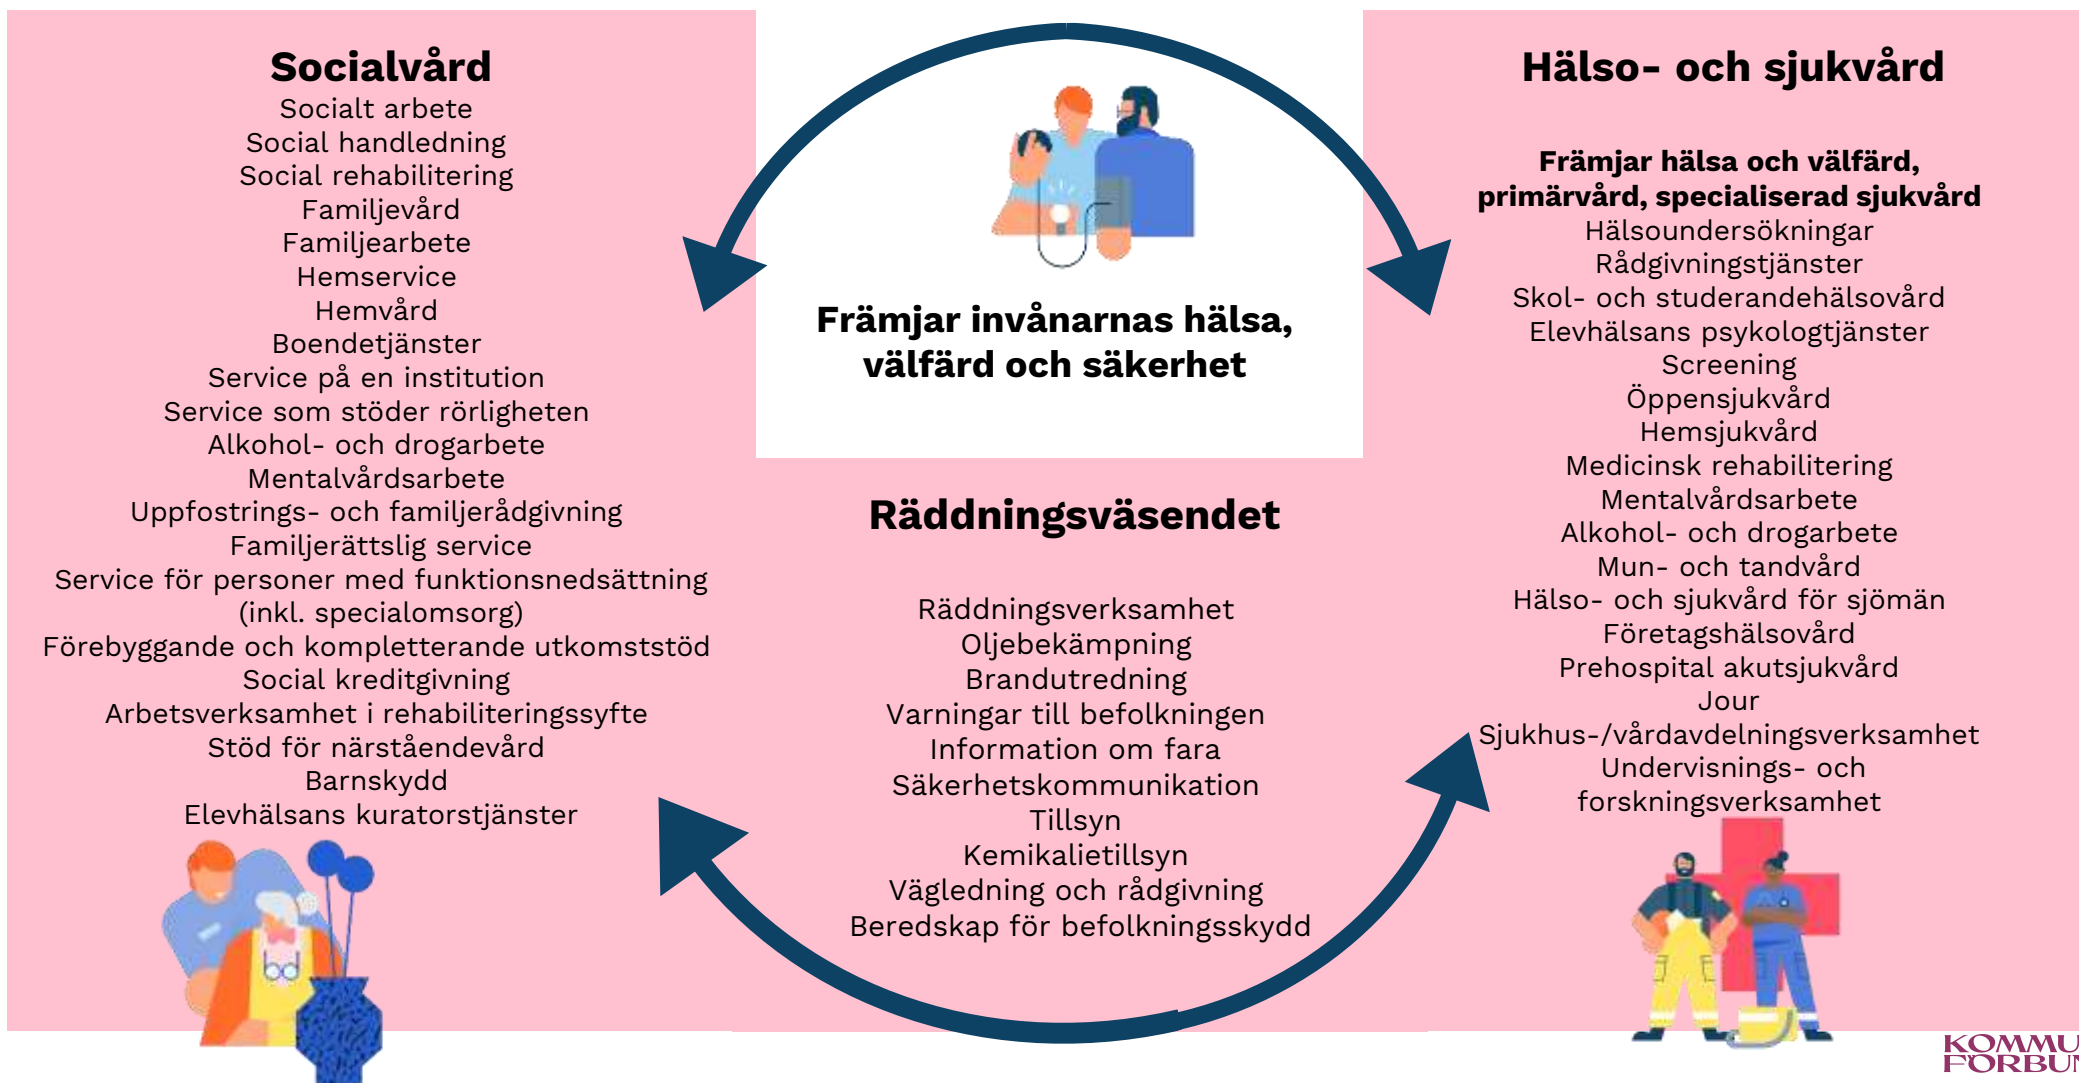 Socialvård
Socialt arbete
Social handledning
Social rehabilitering
Familjevård
Familjearbete
Hemservice
Hemvård
Boendetjänster
Service på en institution
Service som stöder rörligheten
Alkohol- och drogarbete
Mentalvårdsarbete
Uppfostrings- och familjerådgivning
Familjerättslig service
Service för personer med funktionsnedsättning
(inkl. specialomsorg)
Förebyggande och kompletterande utkomststöd
Social kreditgivning
Arbetsverksamhet i rehabiliteringssyfte
Stöd för närståendevård
Barnskydd
Elevhälsans kuratorstjänster
Främjar invånarnas hälsa,
välfärd och säkerhet
Räddningsväsendet
Räddningsverksamhet
Oljebekämpning
Brandutredning
Varningar till befolkningen
Information om fara
Säkerhetskommunikation
Tillsyn
Kemikalietillsyn
Vägledning och rådgivning
Beredskap för befolkningsskydd
Hälso- och sjukvård
Främjar hälsa och välfärd,
primärvård, specialiserad sjukvård
Hälsoundersökningar
Rådgivningstjänster
Skol- och studerandehälsovård
Elevhälsans psykologtjänster
Screening
Öppensjukvård
Hemsjukvård
Medicinsk rehabilitering
Mentalvårdsarbete
Alkohol- och drogarbete
Mun- och tandvård
Hälso- och sjukvård för sjömän
Företagshälsovård
Prehospital akutsjukvård
Jour
Sjukhus-/vårdavdelningsverksamhet
Undervisnings- och
forskningsverksamhet